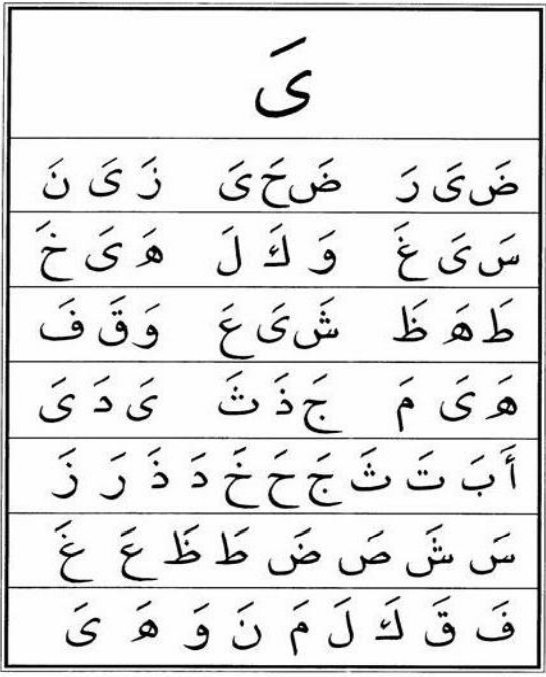 ىَ
ضَ ىَ رَ ضَ حَ ىَ زَ ىَ نَ
سَ ىَ غَ وَ كَ لَ هَ ىَ خَ
طَ هَ ظَ شَ ىَ عَ وَ قَ فَ
هَ ىَ مَ جَ ذَ ثَ ىَ دَ ىَ
أَ بَ تَ ثَ جَ حَ خَ دَ ذَ رَ زَ
سَ شَ صَ ضَ طَ ظَ عَ غَ
فَ قَ كَ لَ مَ نَ وَ هَ ىَ